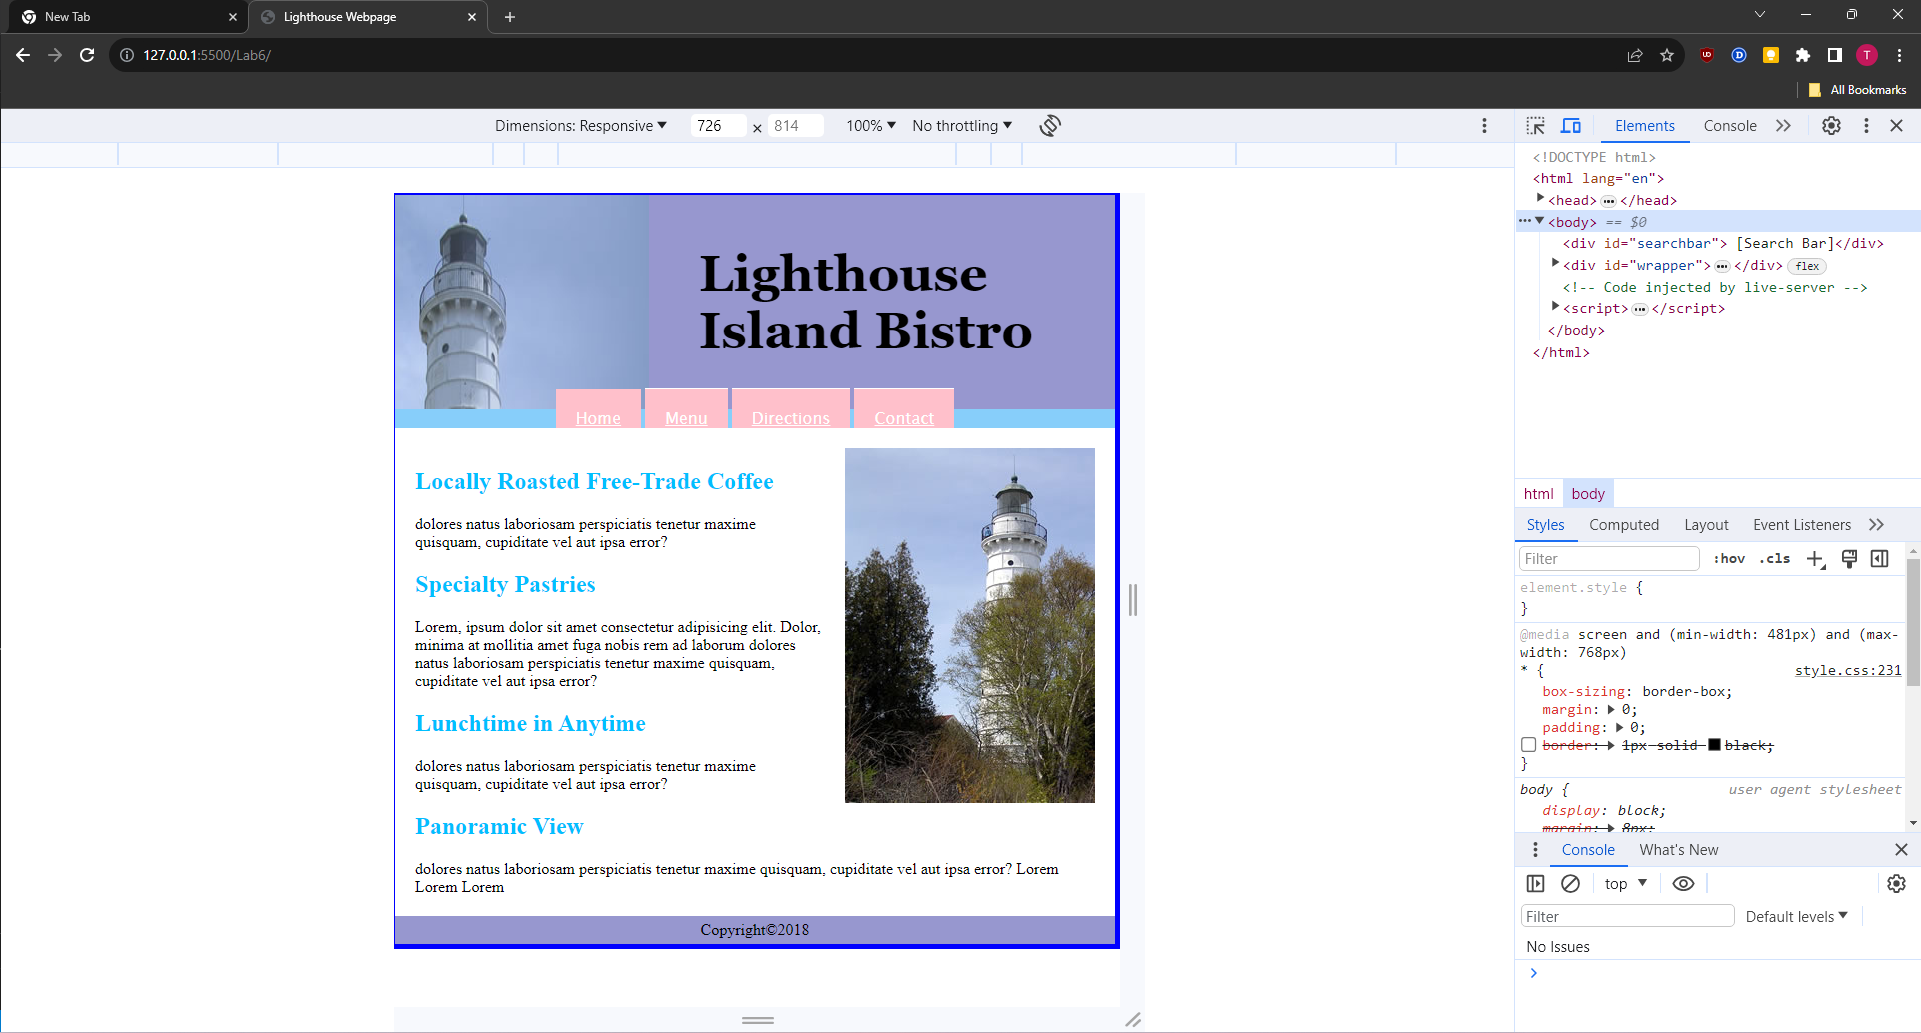 New Tab
Lighthouse Webpage
127.0.0.1:5500/Lab6/
T
All Bookmarks
Dimensions: Responsive 726 × 814 100% No throttling
Elements Console
<!DOCTYPE html>
<html lang="en">
<head> ••• </head>
••• <body> == $0
<div id="searchbar"> [Search Bar]</div>
<div id="wrapper"> ••• </div> flex
<!-- Code injected by live-server -->
<script> ••• </script>
</body>
</html>
html body
Styles Computed Layout Event Listeners
Filter :hov .cls
element.style {
}
@media screen and (min-width: 481px) and (max-
width: 768px)
* { style.css:231
box-sizing: border-box;
margin: 0;
padding: 0;
border: 1px solid black;
}
body { user agent stylesheet
display: block;
margin: 8px;
Console What's New
top
Filter Default levels
No Issues
Lighthouse
Island Bistro
Home Menu Directions Contact
Locally Roasted Free-Trade Coffee
dolores natus laboriosam perspiciatis tenetur maxime
quisquam, cupiditate vel aut ipsa error?
Specialty Pastries
Lorem, ipsum dolor sit amet consectetur adipisicing elit. Dolor,
minima at mollitia amet fuga nobis rem ad laborum dolores
natus laboriosam perspiciatis tenetur maxime quisquam,
cupiditate vel aut ipsa error?
Lunchtime in Anytime
dolores natus laboriosam perspiciatis tenetur maxime
quisquam, cupiditate vel aut ipsa error?
Panoramic View
dolores natus laboriosam perspiciatis tenetur maxime quisquam, cupiditate vel aut ipsa error? Lorem
Lorem Lorem
Copyright©2018